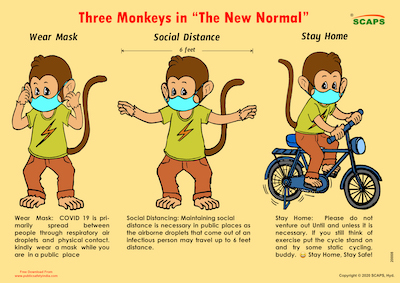 Three Monkeys in "The New Normal"
® SCAPS
Wear Mask
Social Distance
Stay Home
6 feet
Wear Mask: COVID 19 is pri-
marily spread between
people through respiratory air
droplets and physical contact.
kindly wear a mask while you
are in a public place
Social Distancing: Maintaining social
distance is necessary in public places as
the airborne droplets that come out of an
infectious person may travel up to 6 feet
distance.
Stay Home: Please do not
venture out Until and unless it is
necessary. If you still think of
exercise put the cycle stand on
and try some static cycling,
buddy. 😄 Stay Home, Stay Safe!
Free Download From
Copyright © 2020 SCAPS, Hyd.